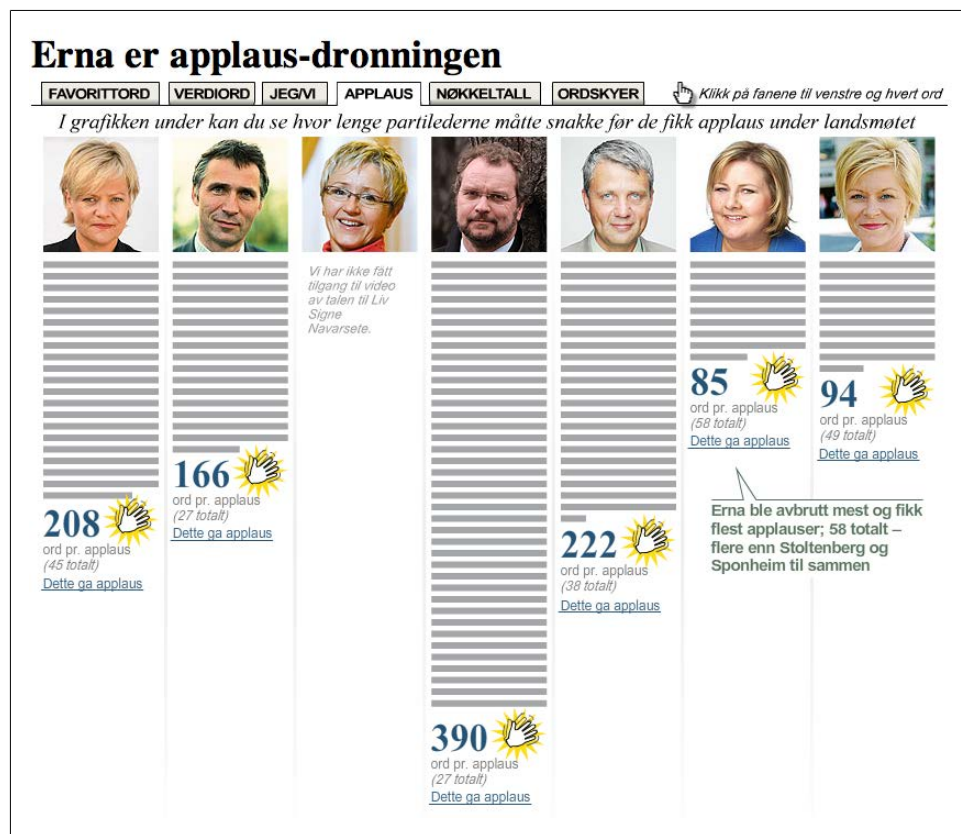 Erna er applaus-dronningen
FAVORITTORD VERDIORD JEG/VI APPLAUS NØKKELTALL ORDSKYER Klikk på fanene til venstre og hvert ord
I grafikken under kan du se hvor lenge partilederne måtte snakke før de fikk applaus under landsmøtet
Vi har ikke fått
tilgang til video
av talen til Liv
Signe
Navarsete.
208
ord pr. applaus
(45 totalt)
Dette ga applaus
166
ord pr. applaus
(27 totalt)
Dette ga applaus
390
ord pr. applaus
(27 totalt)
Dette ga applaus
222
ord pr. applaus
(38 totalt)
Dette ga applaus
85
ord pr. applaus
(58 totalt)
Dette ga applaus
94
ord pr. applaus
(49 totalt)
Dette ga applaus
Erna ble avbrutt mest og fikk
flest applauser; 58 totalt –
flere enn Stoltenberg og
Sponheim til sammen